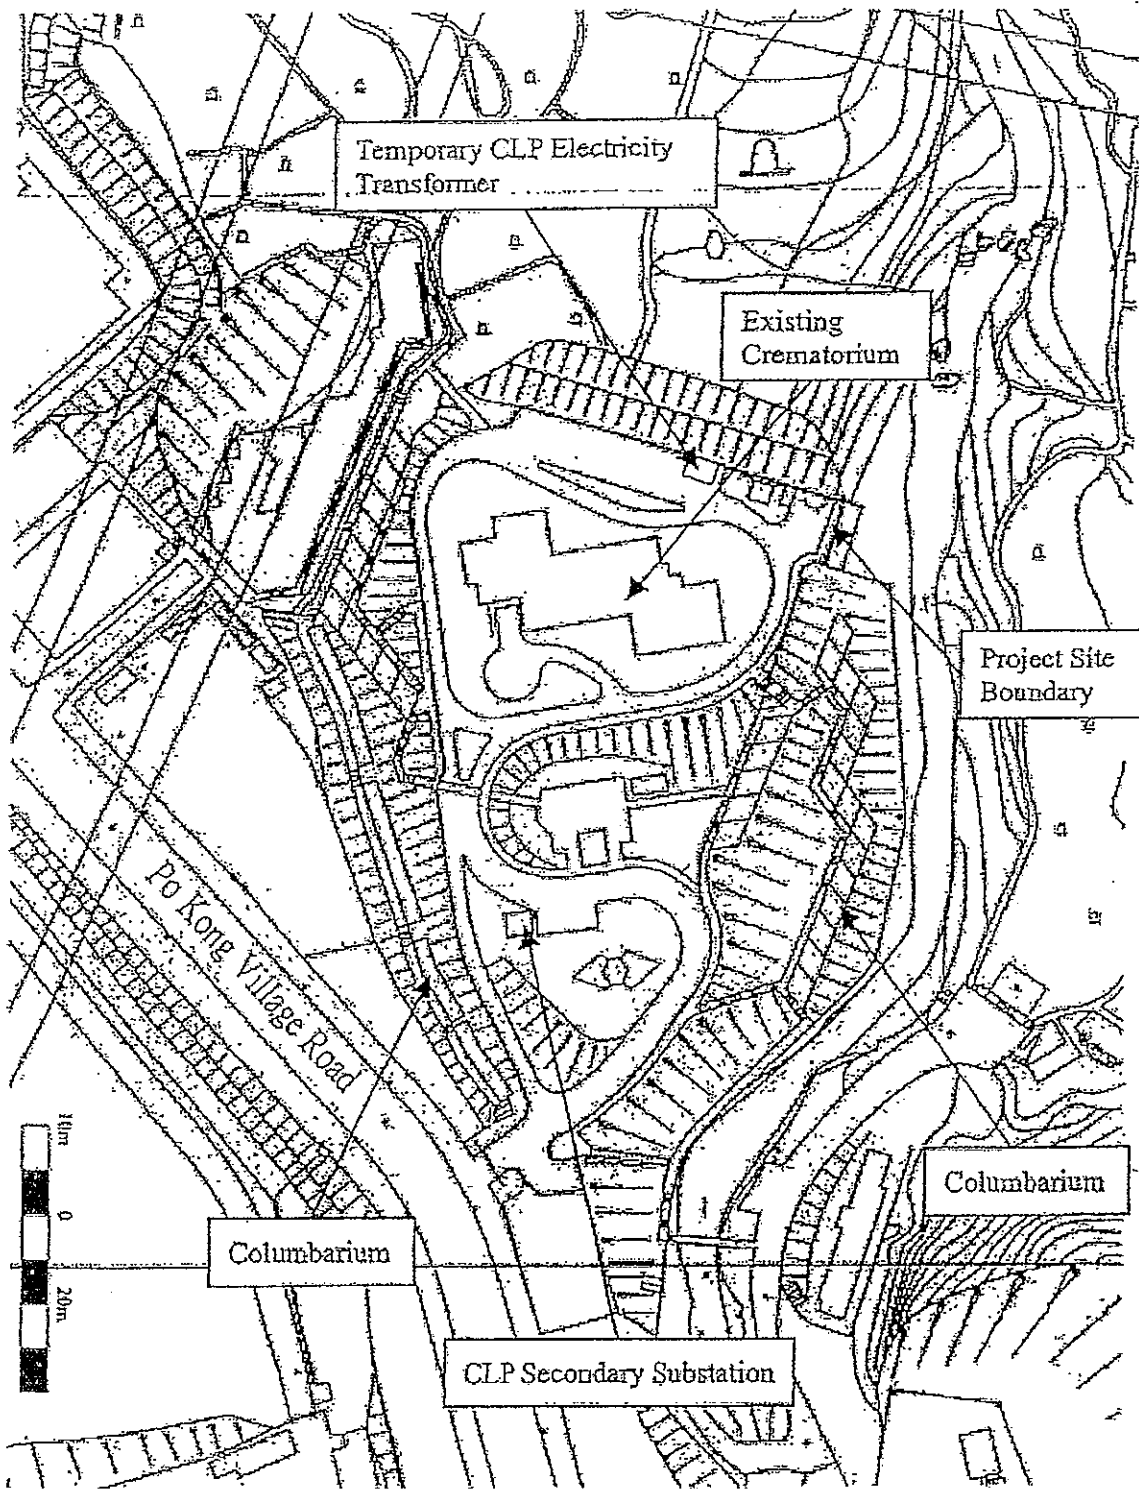 Temporary CLP Electricity
Transformer
Existing
Crematorium
Project Site
Boundary
Po Kong Village Road
Columbarium
Columbarium
CLP Secondary Substation
10m
0
20m